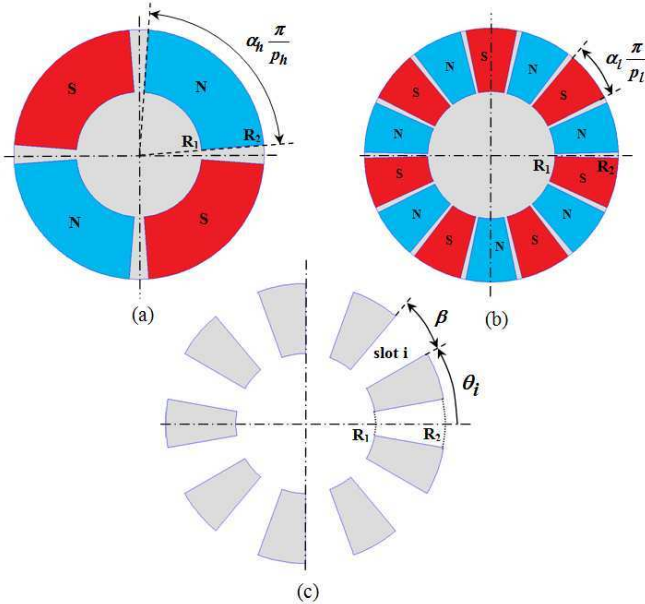 α_h π/p_h
S
N
R₁
R₂
N
S
(a)
N
S
N
S
S
N
N
S
S
N
N
S
N
S
R₁
R₂
α_l π/p_l
(b)
β
slot i
θ_i
R₁
R₂
(c)